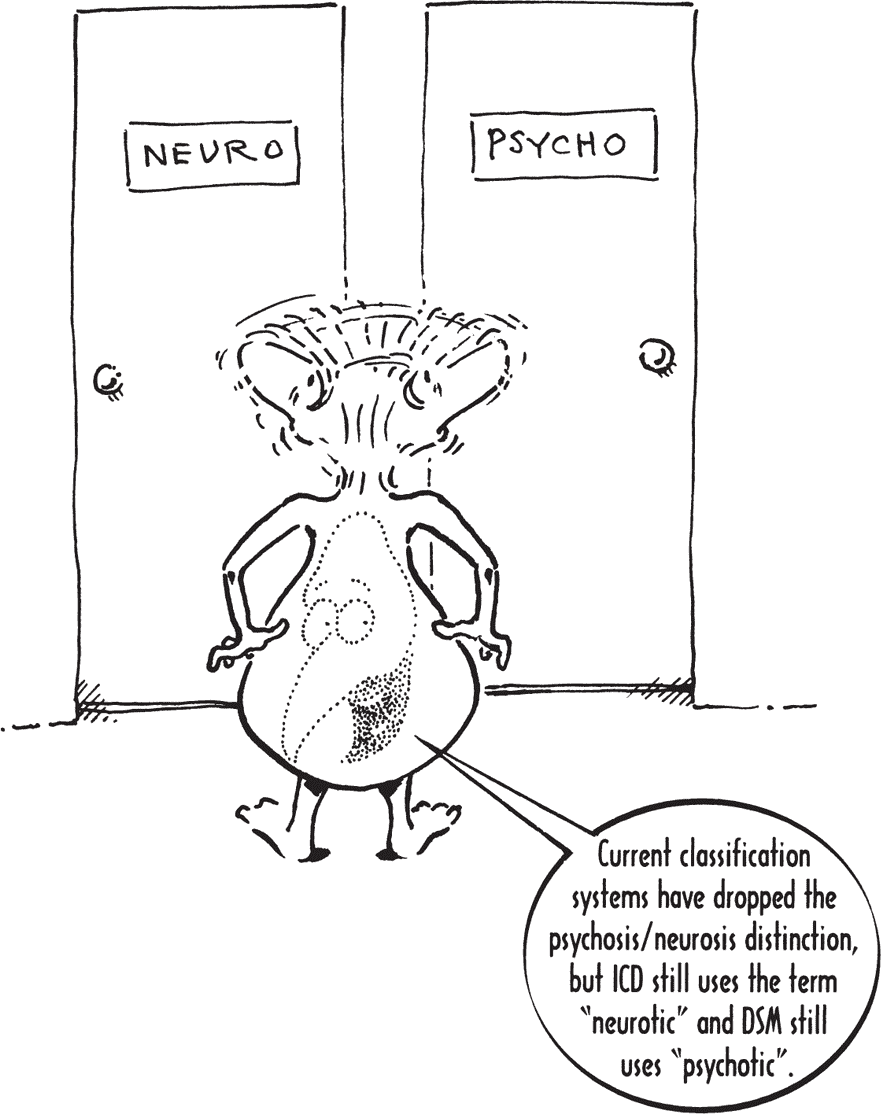 NEURO
PSYCHO
Current classification
systems have dropped the
psychosis/neurosis distinction,
but ICD still uses the term
“neurotic” and DSM still
uses “psychotic”.